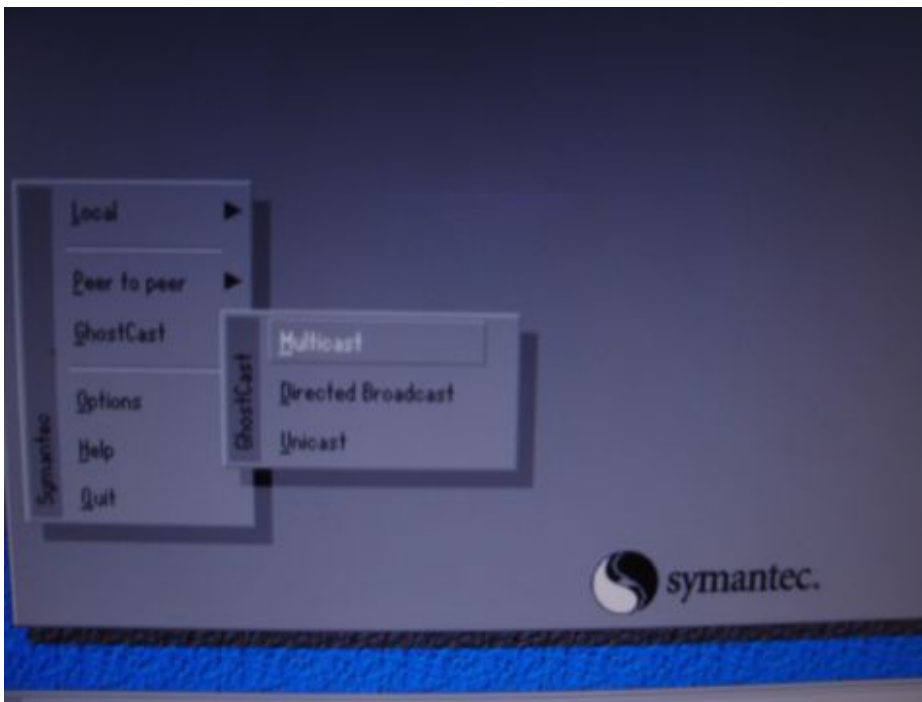 Local
Peer to peer
GhostCast
Options
Help
Quit
Symantec
GhostCast
Multicast
Directed Broadcast
Unicast
symantec.